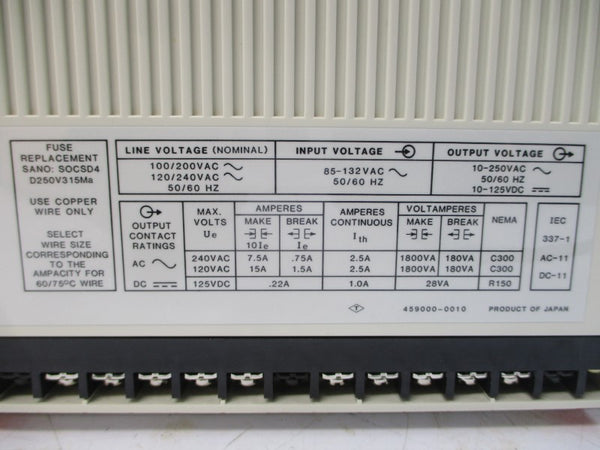 FUSE
REPLACEMENT
SANO: SOCSD4
D250V315Ma
USE COPPER
WIRE ONLY
SELECT
WIRE SIZE
CORRESPONDING
TO THE
AMPACITY FOR
60/75°C WIRE
LINE VOLTAGE (NOMINAL)
100/200VAC
120/240VAC
50/60 HZ
INPUT VOLTAGE
85-132VAC
50/60 HZ
OUTPUT VOLTAGE
10-250VAC
50/60 HZ
10-125VDC
OUTPUT CONTACT RATINGS
MAX. VOLTS Ue
AMPERES
MAKE 10Ie
BREAK Ie
AMPERES CONTINUOUS Ith
VOLTAMPERES
MAKE
BREAK
NEMA
AC 240VAC 7.5A .75A 2.5A 1800VA 180VA C300
120VAC 15A 1.5A 2.5A 1800VA 180VA C300
DC 125VDC .22A 1.0A 28VA R150
IEC
337-1
AC-11
DC-11
T 459000-0010 PRODUCT OF JAPAN